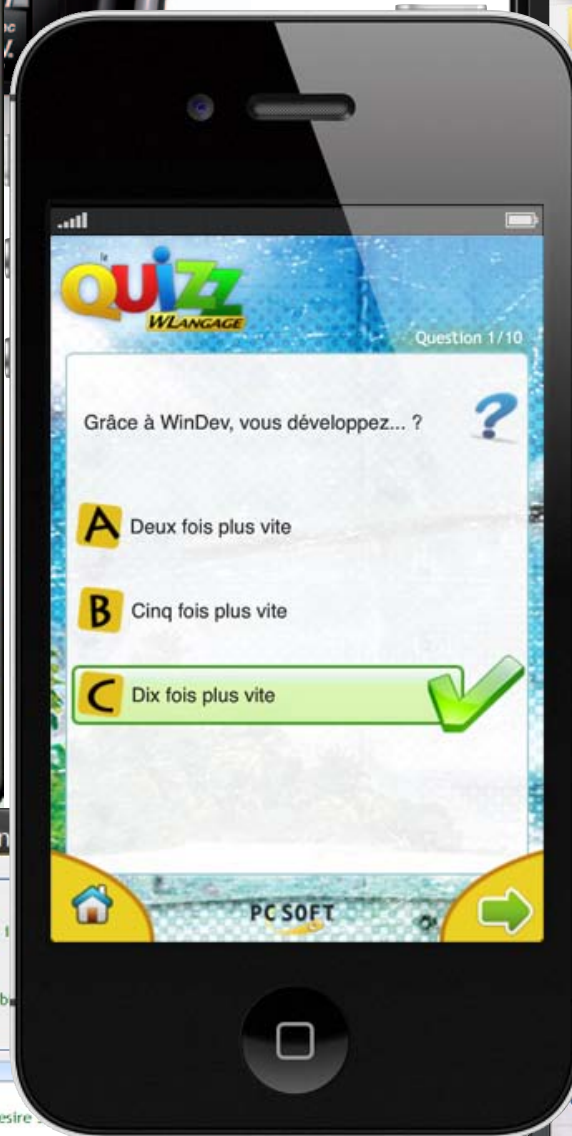 le
QUIZZ
WLANGAGE
Question 1/10
Grâce à WinDev, vous développez... ?
?
A Deux fois plus vite
B Cinq fois plus vite
C Dix fois plus vite
PC SOFT
esire